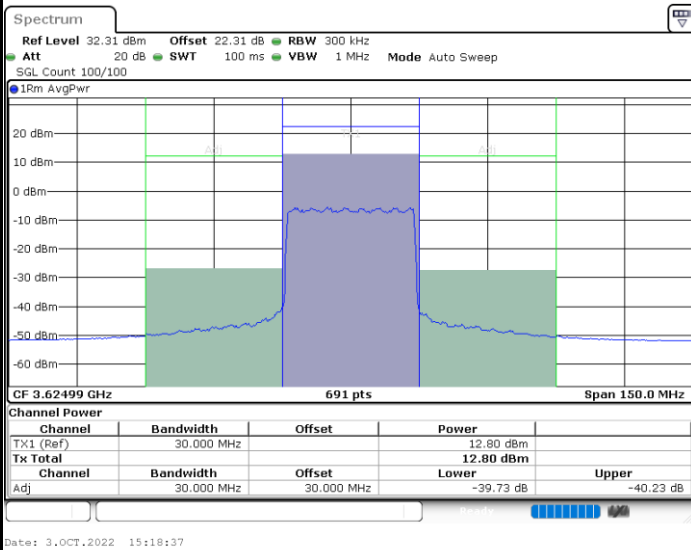 Spectrum
Ref Level 32.31 dBm Offset 22.31 dB RBW 300 kHz
Att 20 dB SWT 100 ms VBW 1 MHz Mode Auto Sweep
SGL Count 100/100
1Rm AvgPwr
20 dBm
Adj Adj
10 dBm
0 dBm
-10 dBm
-20 dBm
-30 dBm
-40 dBm
-50 dBm
-60 dBm
CF 3.62499 GHz 691 pts Span 150.0 MHz
Channel Power
Channel Bandwidth Offset Power
TX1 (Ref) 30.000 MHz 12.80 dBm
Tx Total 12.80 dBm
Channel Bandwidth Offset Lower Upper
Adj 30.000 MHz 30.000 MHz -39.73 dB -40.23 dB
Ready
Date: 3.OCT.2022 15:18:37